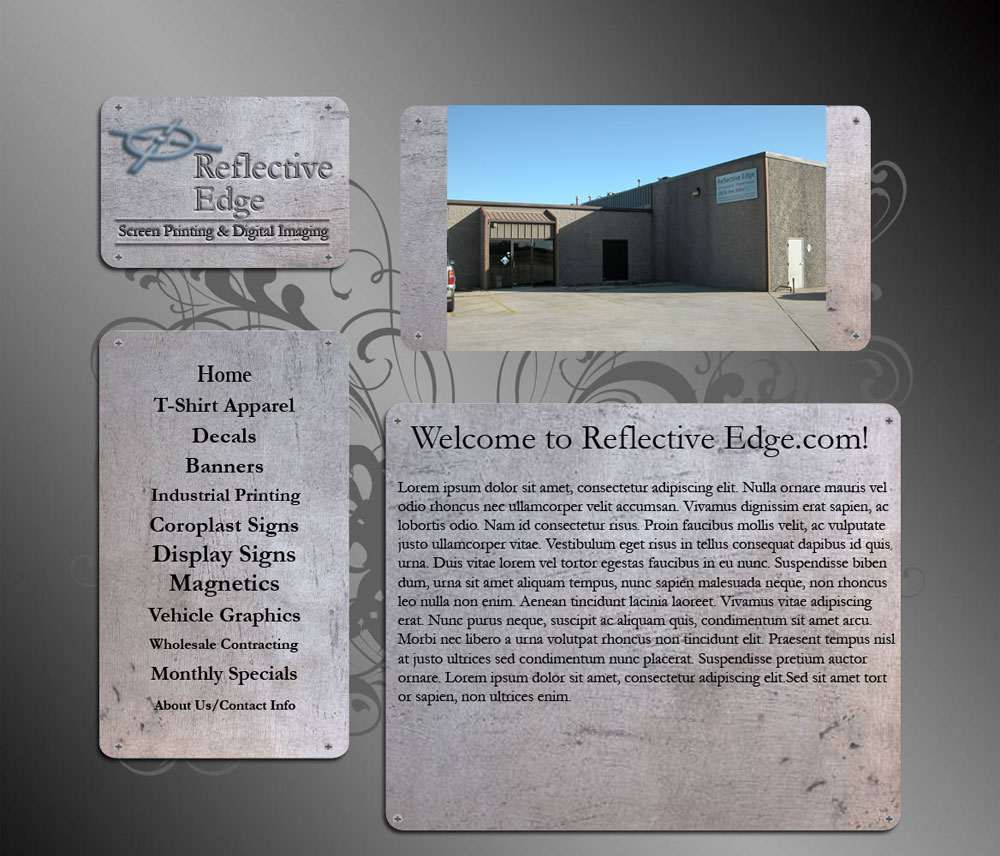 Reflective
Edge
Screen Printing & Digital Imaging
Reflective Edge
Home
T-Shirt Apparel
Decals
Banners
Industrial Printing
Coroplast Signs
Display Signs
Magnetics
Vehicle Graphics
Wholesale Contracting
Monthly Specials
About Us/Contact Info
Welcome to Reflective Edge.com!
Lorem ipsum dolor sit amet, consectetur adipiscing elit. Nulla ornare mauris vel
odio rhoncus nec ullamcorper velit accumsan. Vivamus dignissim erat sapien, ac
lobortis odio. Nam id consectetur risus. Proin faucibus mollis velit, ac vulputate
justo ullamcorper vitae. Vestibulum eget risus in tellus consequat dapibus id quis
urna. Duis vitae lorem vel tortor egestas faucibus in eu nunc. Suspendisse biben
dum, urna sit amet aliquam tempus, nunc sapien malesuada neque, non rhoncus
leo nulla non enim. Aenean tincidunt lacinia laoreet. Vivamus vitae adipiscing
erat. Nunc purus neque, suscipit ac aliquam quis, condimentum sit amet arcu.
Morbi nec libero a urna volutpat rhoncus non tincidunt elit. Praesent tempus nisl
at justo ultrices sed condimentum nunc placerat. Suspendisse pretium auctor
ornare. Lorem ipsum dolor sit amet, consectetur adipiscing elit.Sed sit amet tort
or sapien, non ultrices enim.